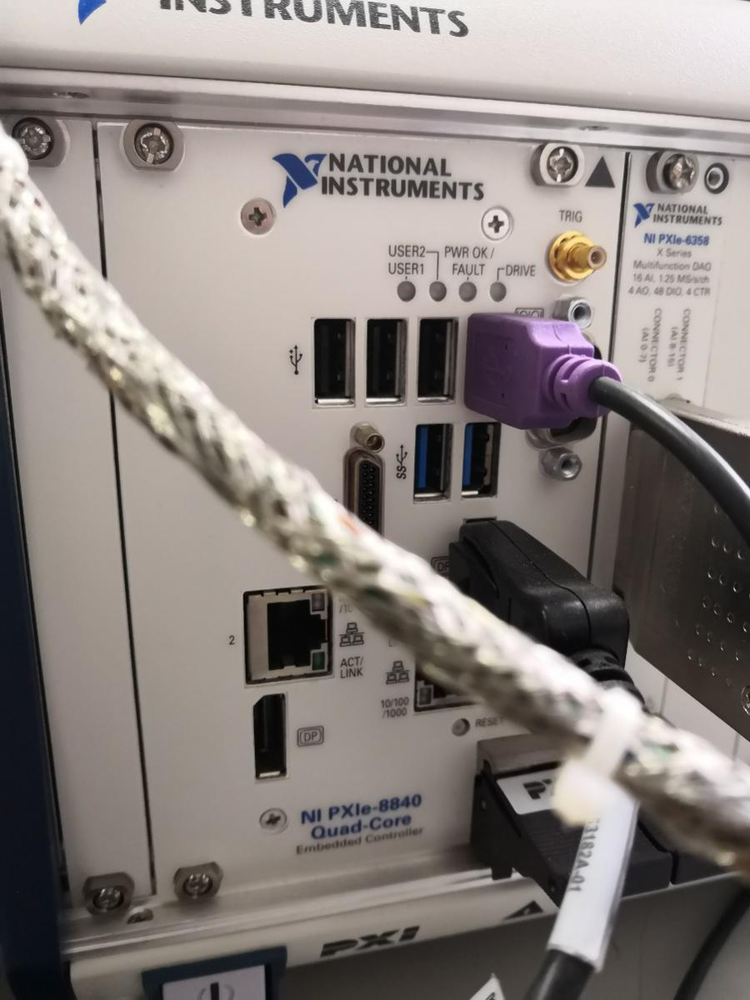 INSTRUMENTS
NATIONAL
INSTRUMENTS
TRIG
USER2
PWR OK /
USER1
FAULT
DRIVE
NATIONAL
INSTRUMENTS
NI PXIe-6358
X Series
Multifunction DAQ
16 AI, 1.25 MS/s/ch
4 AO, 48 DIO, 4 CTR
CONNECTOR 0
(AI 0-7)
CONNECTOR 1
(AI 8-15)
SS
2
ACT/
LINK
10/100
/1000
RESET
DP
NI PXIe-8840
Quad-Core
Embedded Controller
3182A-01
PXI